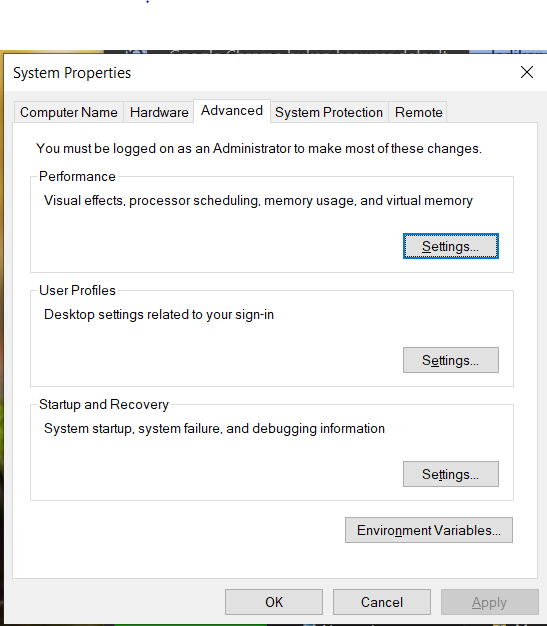 System Properties
Computer Name Hardware Advanced System Protection Remote
You must be logged on as an Administrator to make most of these changes.
Performance
Visual effects, processor scheduling, memory usage, and virtual memory
Settings...
User Profiles
Desktop settings related to your sign-in
Settings...
Startup and Recovery
System startup, system failure, and debugging information
Settings...
Environment Variables...
OK Cancel Apply